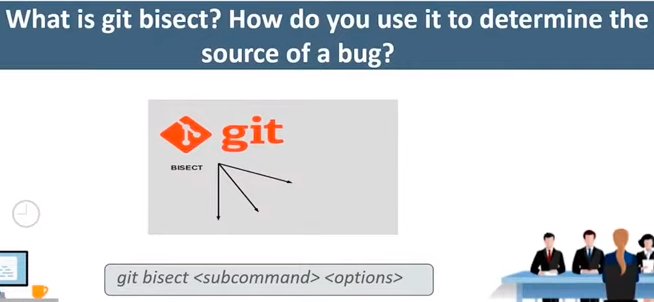 What is git bisect? How do you use it to determine the
source of a bug?
git
BISECT
git bisect <subcommand> <options>